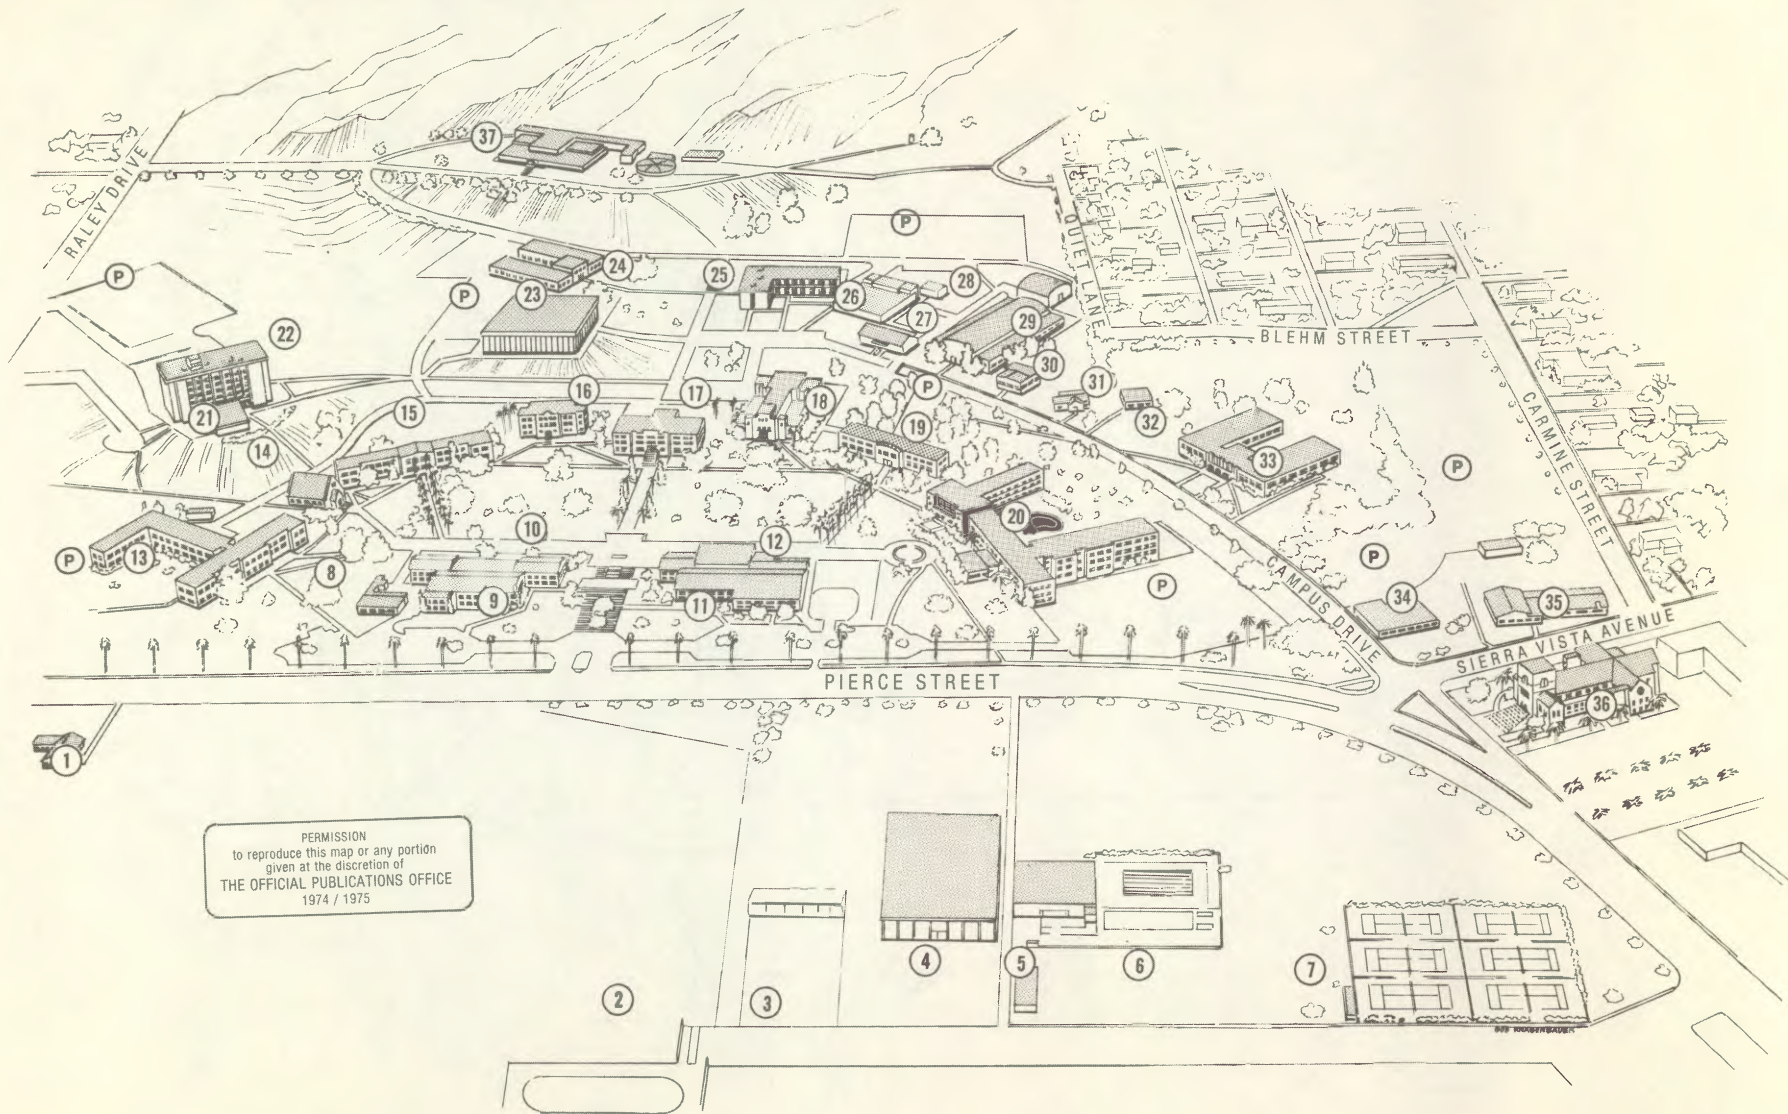 37
RALEY DRIVE
P
QUIET LANE
24
25
28
P
P
23
26
27
29
22
BLEHM STREET
30
16
17
P
31
21
15
18
32
CARMINE STREET
14
19
33
P
10
20
12
P
13
8
P
P
CAMPUS DRIVE
9
11
34
35
SIERRA VISTA AVENUE
PIERCE STREET
36
1
PERMISSION
to reproduce this map or any portion
given at the discretion of
THE OFFICIAL PUBLICATIONS OFFICE
1974 / 1975
4
5
6
7
2
3